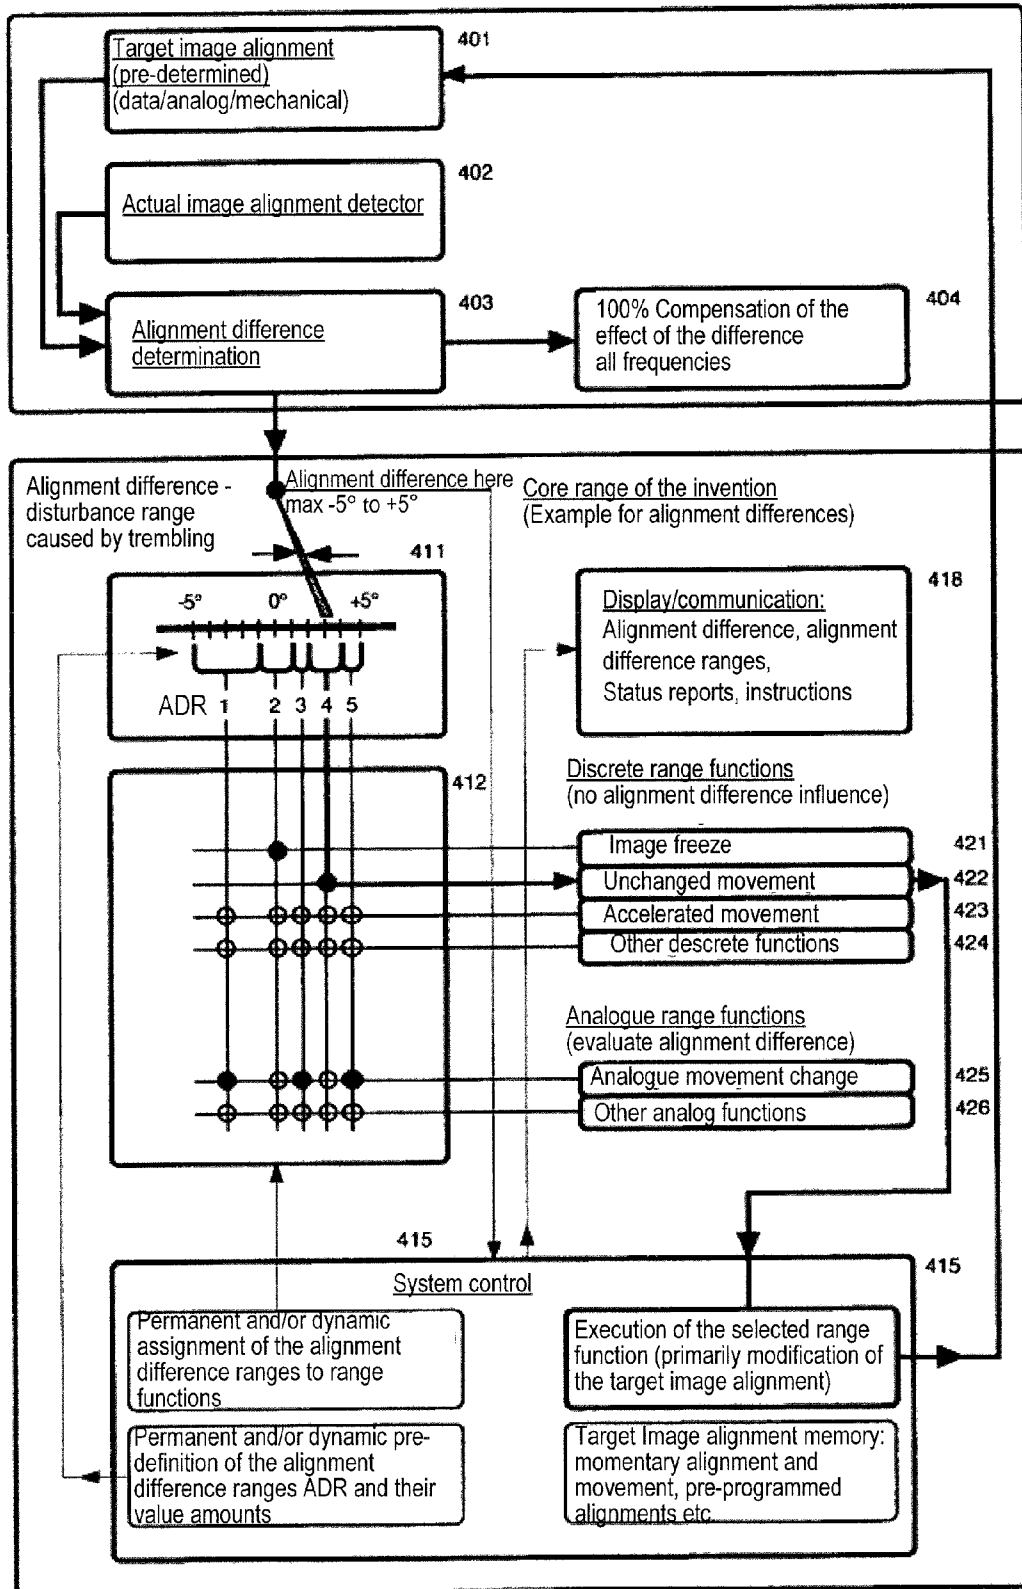 Target image alignment
(pre-determined)
(data/analog/mechanical)
401
402
Actual image alignment detector
403
Alignment difference
determination
404
100% Compensation of the
effect of the difference
all frequencies
Alignment difference -
disturbance range
caused by trembling
Alignment difference here
max -5° to +5°
Core range of the invention
(Example for alignment differences)
411
-5° 0° +5°
ADR 1 2 3 4 5
418
Display/communication:
Alignment difference, alignment
difference ranges,
Status reports, instructions
412
Discrete range functions
(no alignment difference influence)
Image freeze 421
Unchanged movement 422
Accelerated movement 423
Other descrete functions 424
Analogue range functions
(evaluate alignment difference)
Analogue movement change 425
Other analog functions 426
415
415
System control
Permanent and/or dynamic
assignment of the alignment
difference ranges to range
functions
Execution of the selected range
function (primarily modification of
the target image alignment)
Permanent and/or dynamic pre-
definition of the alignment
difference ranges ADR and their
value amounts
Target Image alignment memory:
momentary alignment and
movement, pre-programmed
alignments etc